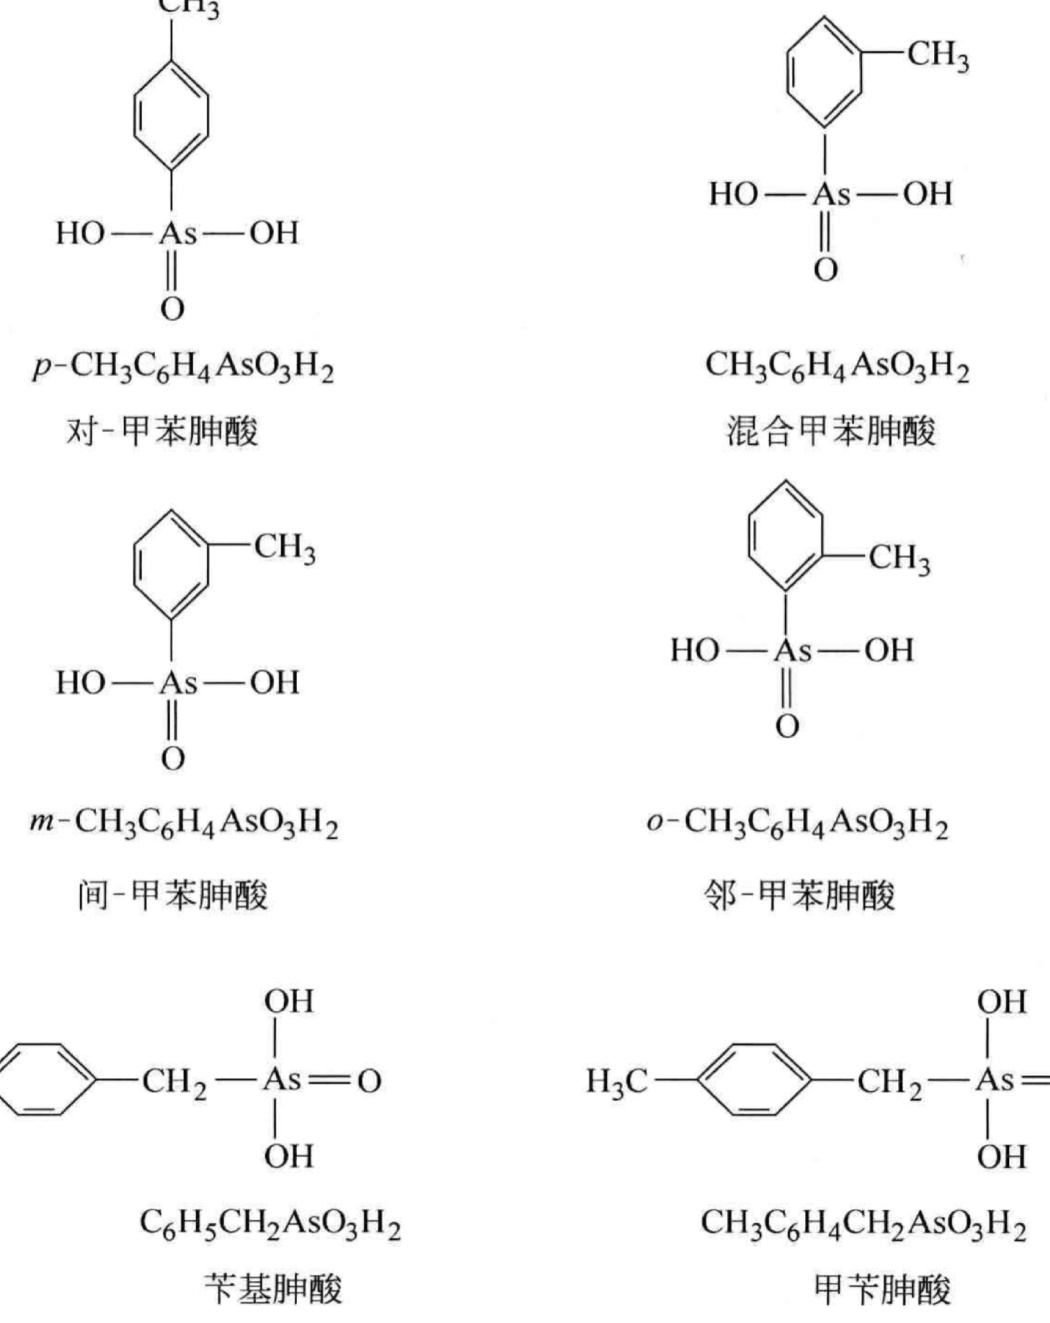 CH₃
CH₃
HO—As—OH
O
HO—As—OH
O
p-CH₃C₆H₄AsO₃H₂
CH₃C₆H₄AsO₃H₂
对-甲苯胂酸
混合甲苯胂酸
CH₃
CH₃
HO—As—OH
O
HO—As—OH
O
m-CH₃C₆H₄AsO₃H₂
o-CH₃C₆H₄AsO₃H₂
间-甲苯胂酸
邻-甲苯胂酸
OH
OH
CH₂—As=O
H₃C
CH₂—As=
OH
OH
C₆H₅CH₂AsO₃H₂
CH₃C₆H₄CH₂AsO₃H₂
苄基胂酸
甲苄胂酸